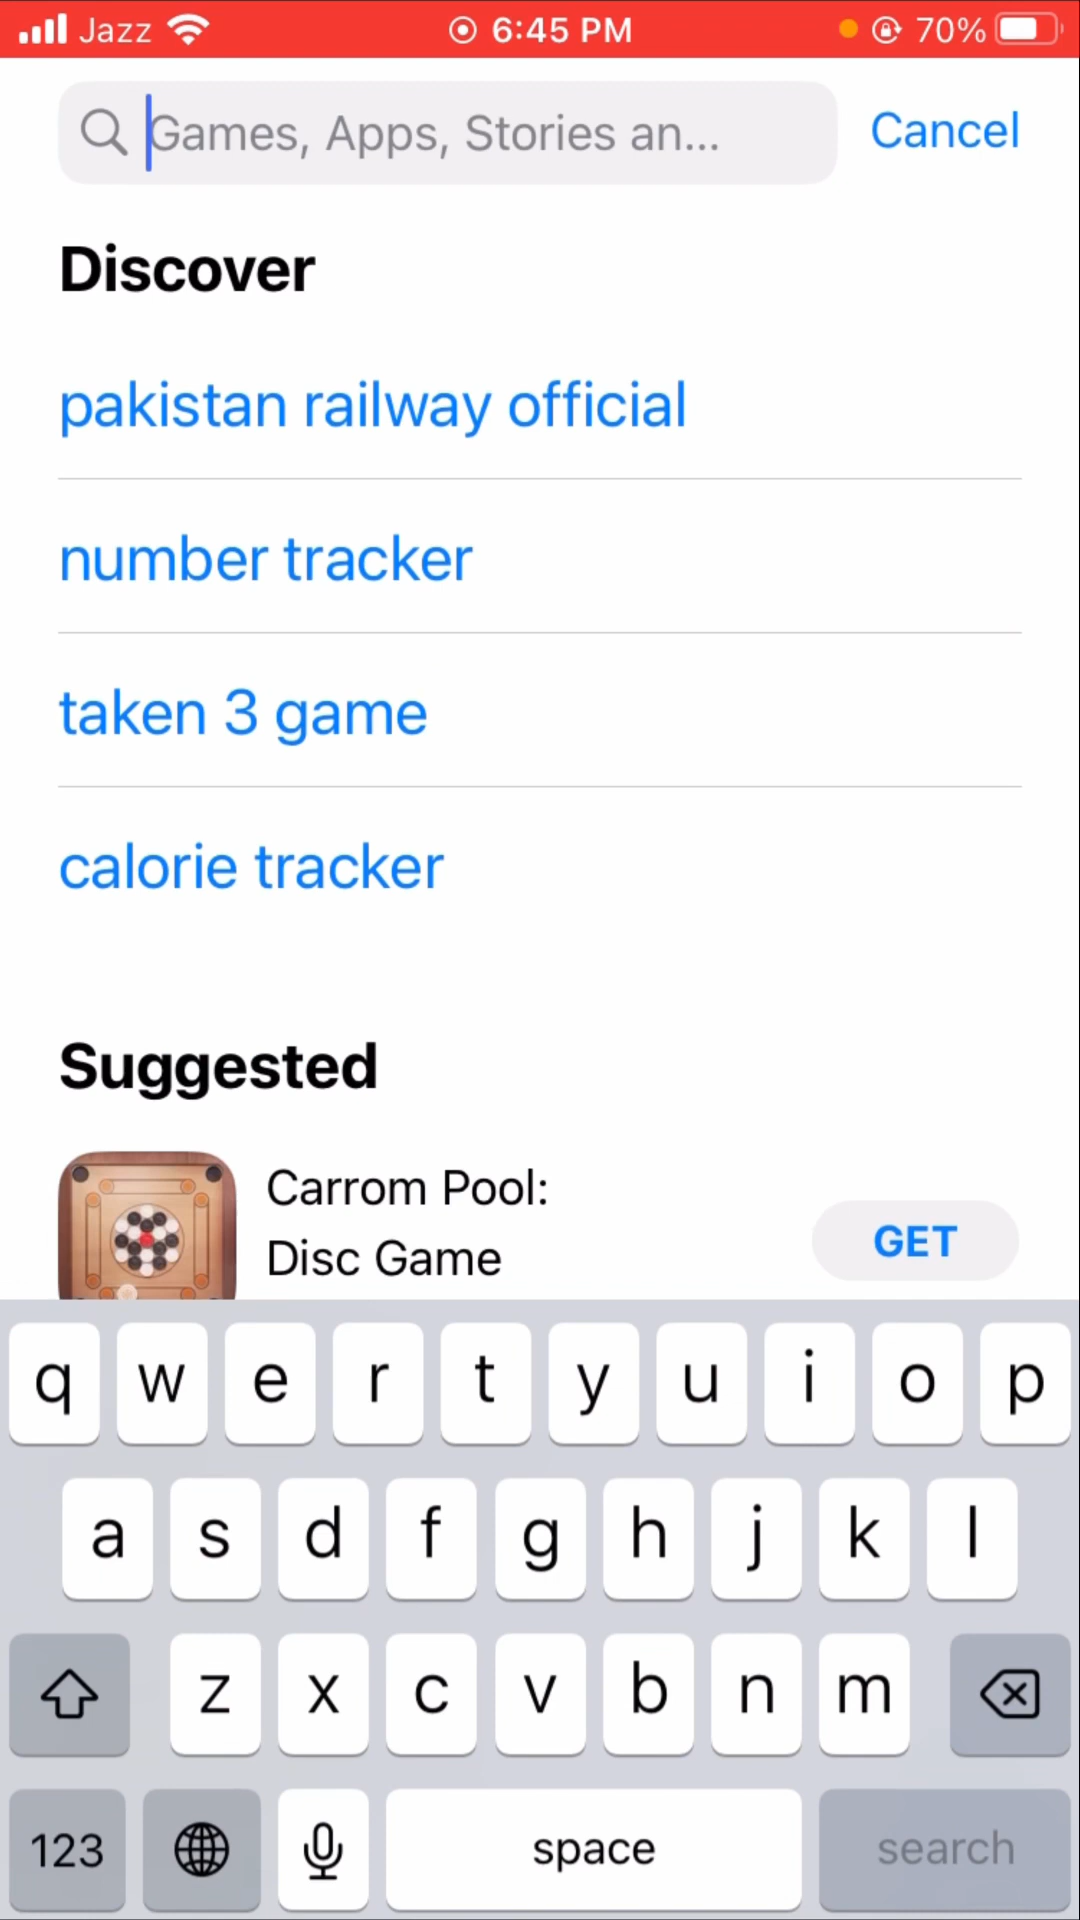 Jazz 6:45 PM 70%
Games, Apps, Stories an... Cancel
Discover
pakistan railway official
number tracker
taken 3 game
calorie tracker
Suggested
Carrom Pool:
Disc Game
GET
q w e r t y u i o p
a s d f g h j k l
z x c v b n m
123 space search